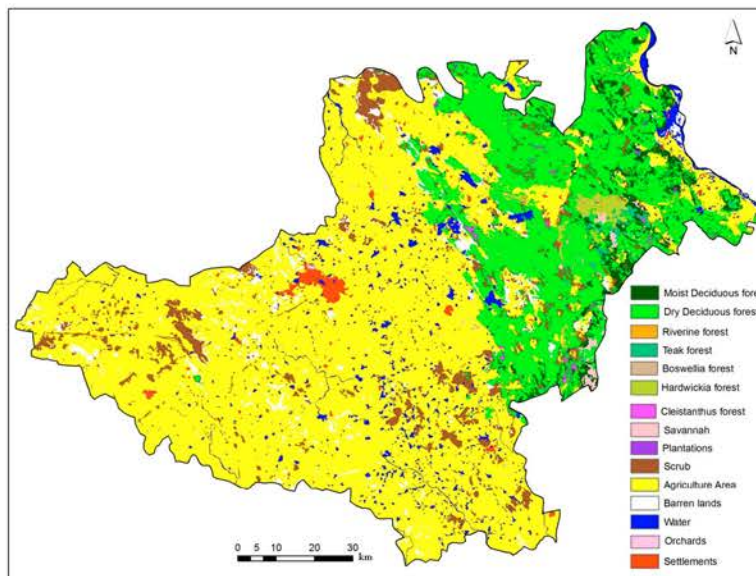 N
Moist Deciduous fore
Dry Deciduous forest
Riverine forest
Teak forest
Boswellia forest
Hardwickia forest
Cleistanthus forest
Savannah
Plantations
Scrub
Agriculture Area
Barren lands
Water
Orchards
Settlements
0 5 10 20 30
km